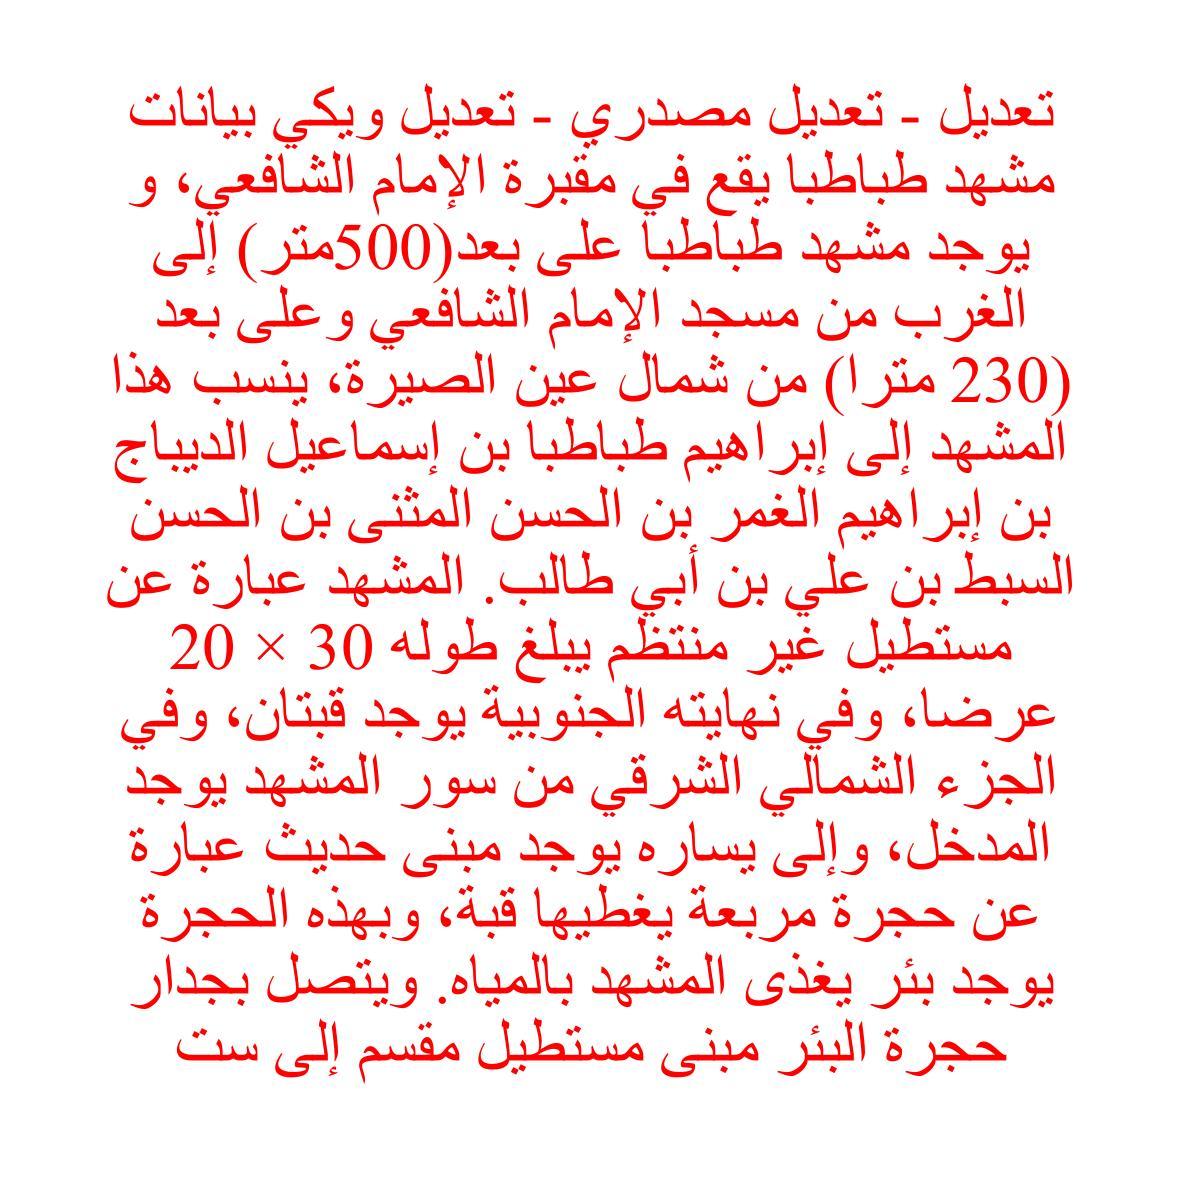 تعديل - تعديل مصدري - تعديل ويكي بيانات
مشهد طباطبا يقع في مقبرة الإمام الشافعي، و
يوجد مشهد طباطبا على بعد(500متر) إلى
الغرب من مسجد الإمام الشافعي وعلى بعد
(230 مترا) من شمال عين الصيرة، ينسب هذا
المشهد إلى إبراهيم طباطبا بن إسماعيل الديباج
بن إبراهيم الغمر بن الحسن المثنى بن الحسن
السبط بن علي بن أبي طالب. المشهد عبارة عن
مستطيل غير منتظم يبلغ طوله 30 × 20
عرضا، وفي نهايته الجنوبية يوجد قبتان، وفي
الجزء الشمالي الشرقي من سور المشهد يوجد
المدخل، وإلى يساره يوجد مبنى حديث عبارة
عن حجرة مربعة يغطيها قبة، وبهذه الحجرة
يوجد بئر يغذى المشهد بالمياه. ويتصل بجدار
حجرة البئر مبنى مستطيل مقسم إلى ست